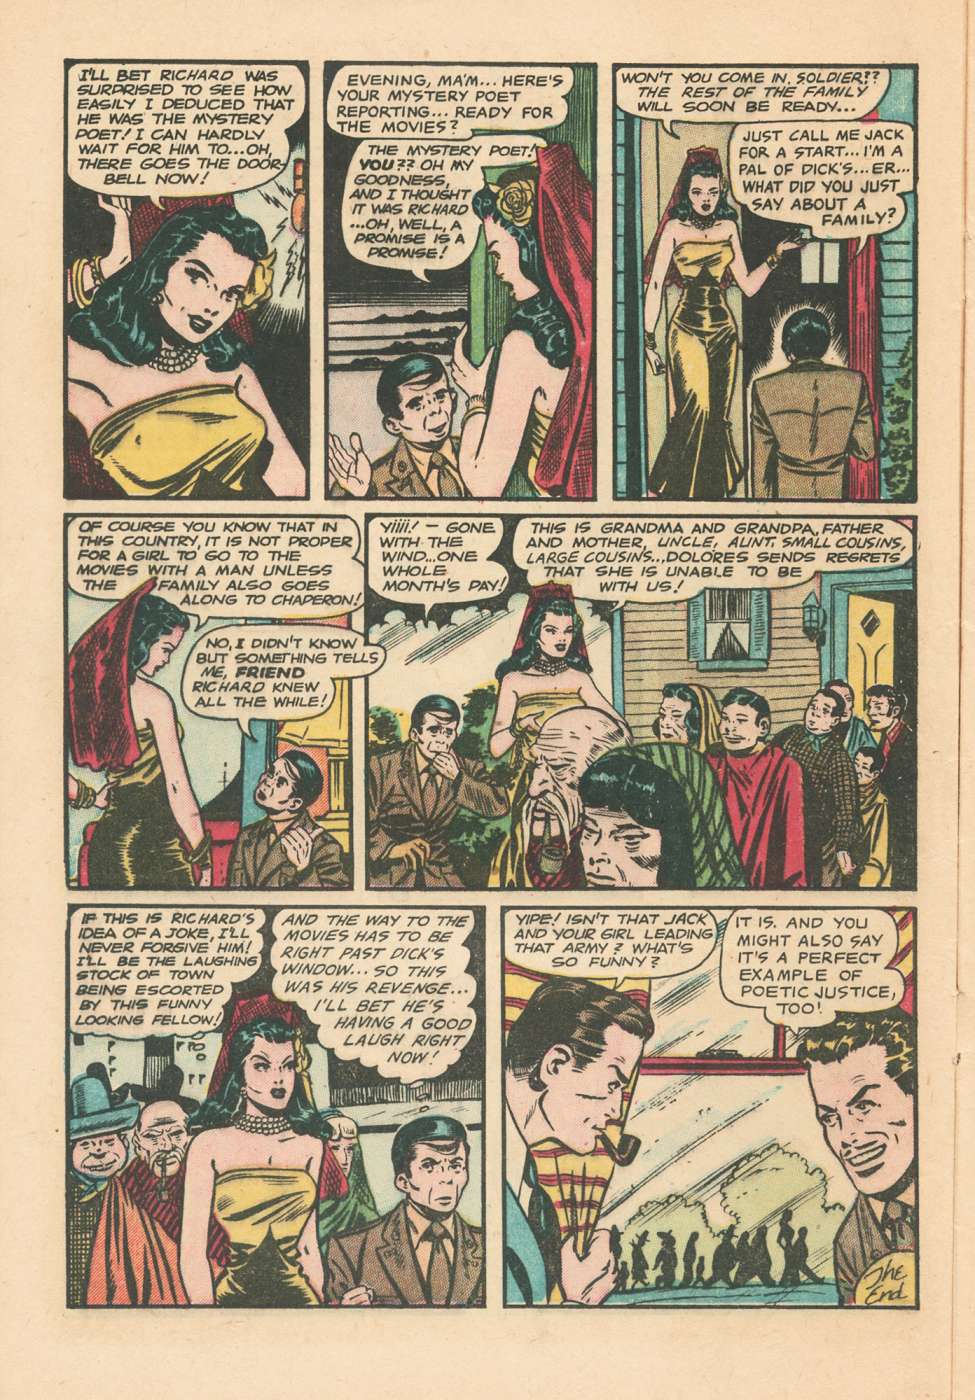 I'LL BET RICHARD WAS
SURPRISED TO SEE HOW
EASILY I DEDUCED THAT
HE WAS THE MYSTERY
POET! I CAN HARDLY
WAIT FOR HIM TO...OH,
THERE GOES THE DOOR-
BELL NOW!
EVENING, MA'M... HERE'S
YOUR MYSTERY POET
REPORTING... READY FOR
THE MOVIES?
THE MYSTERY POET!
YOU?? OH MY
GOODNESS,
AND I THOUGHT
IT WAS RICHARD
...OH, WELL, A
PROMISE IS A
PROMISE!
WON'T YOU COME IN, SOLDIER??
THE REST OF THE FAMILY
WILL SOON BE READY...
JUST CALL ME JACK
FOR A START...I'M A
PAL OF DICK'S...ER...
WHAT DID YOU JUST
SAY ABOUT A
FAMILY?
OF COURSE YOU KNOW THAT IN
THIS COUNTRY, IT IS NOT PROPER
FOR A GIRL TO GO TO THE
MOVIES WITH A MAN UNLESS
THE FAMILY ALSO GOES
ALONG TO CHAPERON!
NO, I DIDN'T KNOW
BUT SOMETHING TELLS
ME, FRIEND
RICHARD KNEW
ALL THE WHILE!
YIIII! - GONE
WITH THE
WIND...ONE
WHOLE
MONTH'S PAY!
THIS IS GRANDMA AND GRANDPA, FATHER
AND MOTHER, UNCLE, AUNT, SMALL COUSINS,
LARGE COUSINS...DOLORES SENDS REGRETS
THAT SHE IS UNABLE TO BE
WITH US!
IF THIS IS RICHARD'S
IDEA OF A JOKE, I'LL
NEVER FORGIVE HIM!
I'LL BE THE LAUGHING
STOCK OF TOWN
BEING ESCORTED
BY THIS FUNNY
LOOKING FELLOW!
AND THE WAY TO THE
MOVIES HAS TO BE
RIGHT PAST DICK'S
WINDOW... SO THIS
WAS HIS REVENGE...
I'LL BET HE'S
HAVING A GOOD
LAUGH RIGHT
NOW!
YIPE! ISN'T THAT JACK
AND YOUR GIRL LEADING
THAT ARMY? WHAT'S
SO FUNNY?
IT IS. AND YOU
MIGHT ALSO SAY
IT'S A PERFECT
EXAMPLE OF
POETIC JUSTICE,
TOO!
The
End